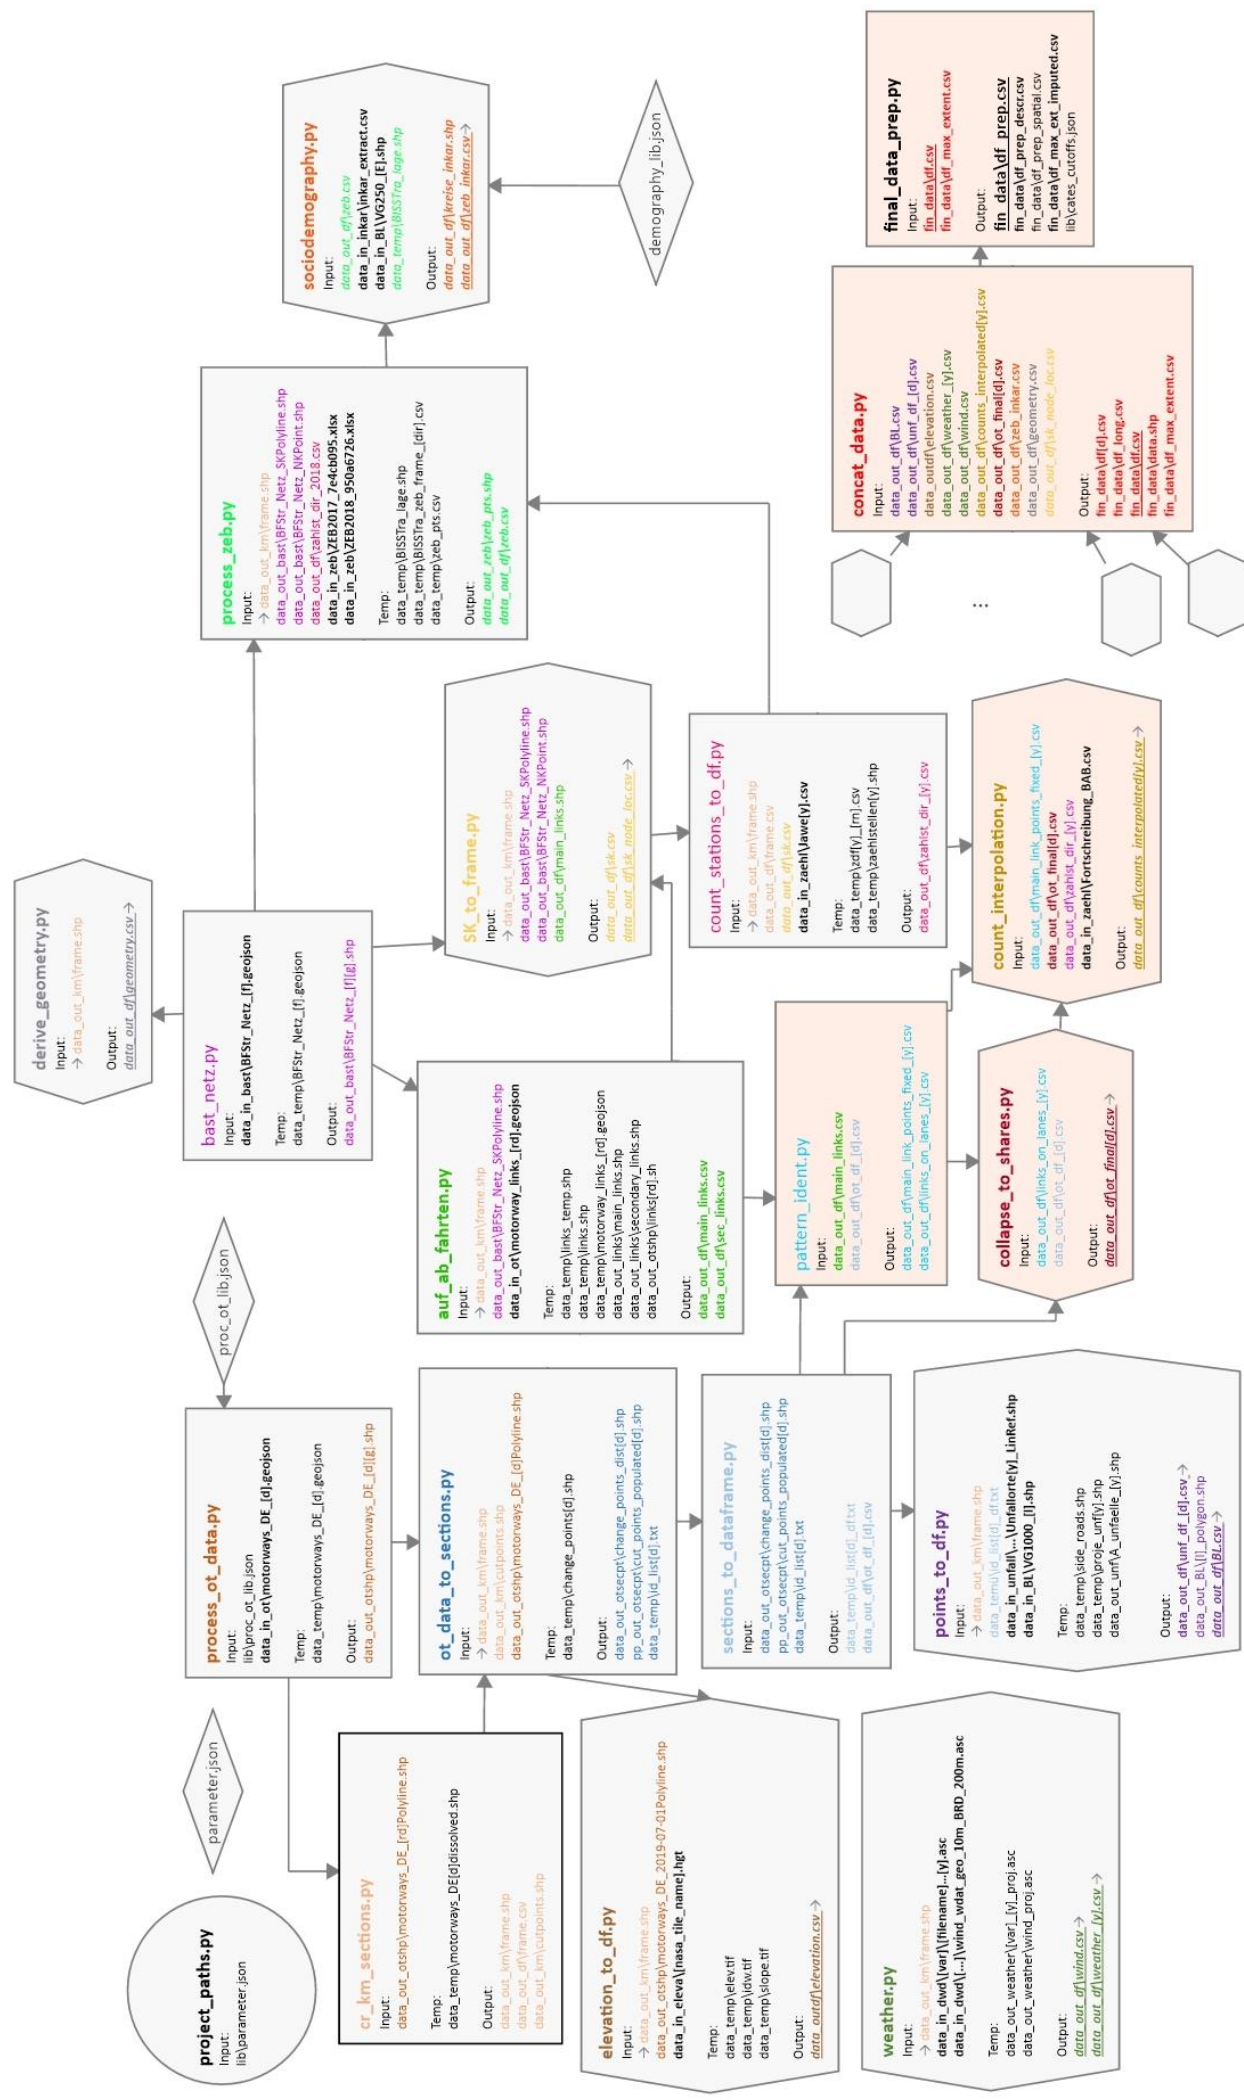 project_paths.py
Input:
lib\parameter.json
parameter.json
proc_ot_lib.json
cr_km_sections.py
Input:
data_out_otshp\motorways_DE_[rd]Polyline.shp
Temp:
data_temp\motorways_DE[d]dissolved.shp
Output:
data_out_km\frame.shp
data_out_df\frame.csv
data_out_km\cutpoints.shp
process_ot_data.py
Input:
lib\proc_ot_lib.json
data_in_ot\motorways_DE_[d].geojson
Temp:
data_temp\motorways_DE_[d].geojson
Output:
data_out_otshp\motorways_DE_[d][g].shp
bast_netz.py
Input:
data_in_bast\BFStr_Netz_[f].geojson
Temp:
data_temp\BFStr_Netz_[f].geojson
Output:
data_out_bast\BFStr_Netz_[f][g].shp
derive_geometry.py
Input:
→ data_out_km\frame.shp
Output:
data_out_df\geometry.csv →
process_zeb.py
Input:
→ data_out_km\frame.shp
data_out_bast\BFStr_Netz_SKPolyline.shp
data_out_bast\BFStr_Netz_NKPoint.shp
data_out_df\zahlst_dir_2018.csv
data_in_zeb\ZEB2017_7e4cb095.xlsx
data_in_zeb\ZEB2018_950a6726.xlsx
Temp:
data_temp\BISSTra_lage.shp
data_temp\BISSTra_zeb_frame_[dir].csv
data_temp\zeb_pts.csv
Output:
data_out_zeb\zeb_pts.shp
data_out_df\zeb.csv
sociodemography.py
Input:
data_out_df\zeb.csv
data_in_inkar\inkar_extract.csv
data_in_BL\VG250_[E].shp
data_temp\BISSTra_lage.shp
Output:
data_out_df\kreise_inkar.shp
data_out_df\zeb_inkar.csv→
demography_lib.json
elevation_to_df.py
Input:
→ data_out_km\frame.shp
data_out_otshp\motorways_DE_2019-07-01Polyline.shp
data_in_eleva\[nasa_tile_name].hgt
Temp:
data_temp\elev.tif
data_temp\idw.tif
data_temp\slope.tif
Output:
data_outdf\elevation.csv →
ot_data_to_sections.py
Input:
→ data_out_km\frame.shp
data_out_km\cutpoints.shp
data_out_otshp\motorways_DE_[d]Polyline.shp
Temp:
data_temp\change_points[d].shp
Output:
data_out_otsecpt\change_points_dist[d].shp
pp_out_otsecpt\cut_points_populated[d].shp
data_temp\id_list[d].txt
auf_ab_fahrten.py
Input:
→ data_out_km\frame.shp
data_out_bast\BFStr_Netz_SKPolyline.shp
data_in_ot\motorway_links_[rd].geojson
Temp:
data_temp\links_temp.shp
data_temp\links.shp
data_temp\motorway_links_[rd].geojson
data_out_links\main_links.shp
data_out_links\secondary_links.shp
data_out_otshp\links[rd].sh
Output:
data_out_df\main_links.csv
data_out_df\sec_links.csv
SK_to_frame.py
Input:
→ data_out_km\frame.shp
data_out_bast\BFStr_Netz_SKPolyline.shp
data_out_bast\BFStr_Netz_NKPoint.shp
data_out_df\main_links.shp
Output:
data_out_df\sk.csv
data_out_df\sk_node_loc.csv →
sections_to_dataframe.py
Input:
data_out_otsecpt\change_points_dist[d].shp
pp_out_otsecpt\cut_points_populated[d].shp
data_temp\id_list[d].txt
Output:
data_temp\id_list[d]_df.txt
data_out_df\ot_df_[d].csv
pattern_ident.py
Input:
data_out_df\main_links.csv
data_out_df\ot_df_[d].csv
Output:
data_out_df\main_link_points_fixed_[y].csv
data_out_df\links_on_lanes_[y].csv
count_stations_to_df.py
Input:
→ data_out_km\frame.shp
data_out_df\frame.csv
data_out_df\sk.csv
data_in_zaehl\Jawe[y].csv
Temp:
data_temp\zdf[y]_[rn].csv
data_temp\zaehlstellen[y].shp
Output:
data_out_df\zahlst_dir_[y].csv
weather.py
Input:
→ data_out_km\frame.shp
data_in_dwd\[var]\[filename]...[y].asc
data_in_dwd\[...]\wind_wdat_geo_10m_BRD_200m.asc
Temp:
data_out_weather\[var]_[y]_proj.asc
data_out_weather\wind_proj.asc
Output:
data_out_df\wind.csv→
data_out_df\weather_[y].csv→
points_to_df.py
Input:
→ data_out_km\frame.shp
data_temü\id_list[d]_df.txt
data_in_unfall\...\Unfallorte[y]_LinRef.shp
data_in_BL\VG1000_[l].shp
Temp:
data_temp\side_roads.shp
data_temp\proje_unf[y].shp
data_out_unf\A_unfaelle_[y].shp
Output:
data_out_df\unf_df_[d].csv→
data_out_BL\[l]_polygon.shp
data_out_df\BL.csv→
collapse_to_shares.py
Input:
data_out_df\links_on_lanes_[y].csv
data_out_df\ot_df_[d].csv
Output:
data_out_df\ot_final[d].csv→
count_interpolation.py
Input:
data_out_df\main_link_points_fixed_[y].csv
data_out_df\ot_final[d].csv
data_out_df\zahlst_dir_[y].csv
data_in_zaehl\Fortschreibung_BAB.csv
Output:
data_out_df\counts_interpolated[y].csv→
...
concat_data.py
Input:
data_out_df\BL.csv
data_out_df\unf_df_[d].csv
data_outdf\elevation.csv
data_out_df\weather_[y].csv
data_out_df\wind.csv
data_out_df\counts_interpolated[y].csv
data_out_df\ot_final[d].csv
data_out_df\zeb_inkar.csv
data_out_df\geometry.csv
data_out_df\sk_node_loc.csv
Output:
fin_data\df[d].csv
fin_data\df_long.csv
fin_data\df.csv
fin_data\data.shp
fin_data\df_max_extent.csv
final_data_prep.py
Input:
fin_data\df.csv
fin_data\df_max_extent.csv
Output:
fin_data\df_prep.csv
fin_data\df_prep_descr.csv
fin_data\df_prep_spatial.csv
fin_data\df_max_ext_imputed.csv
lib\cates_cutoffs.json